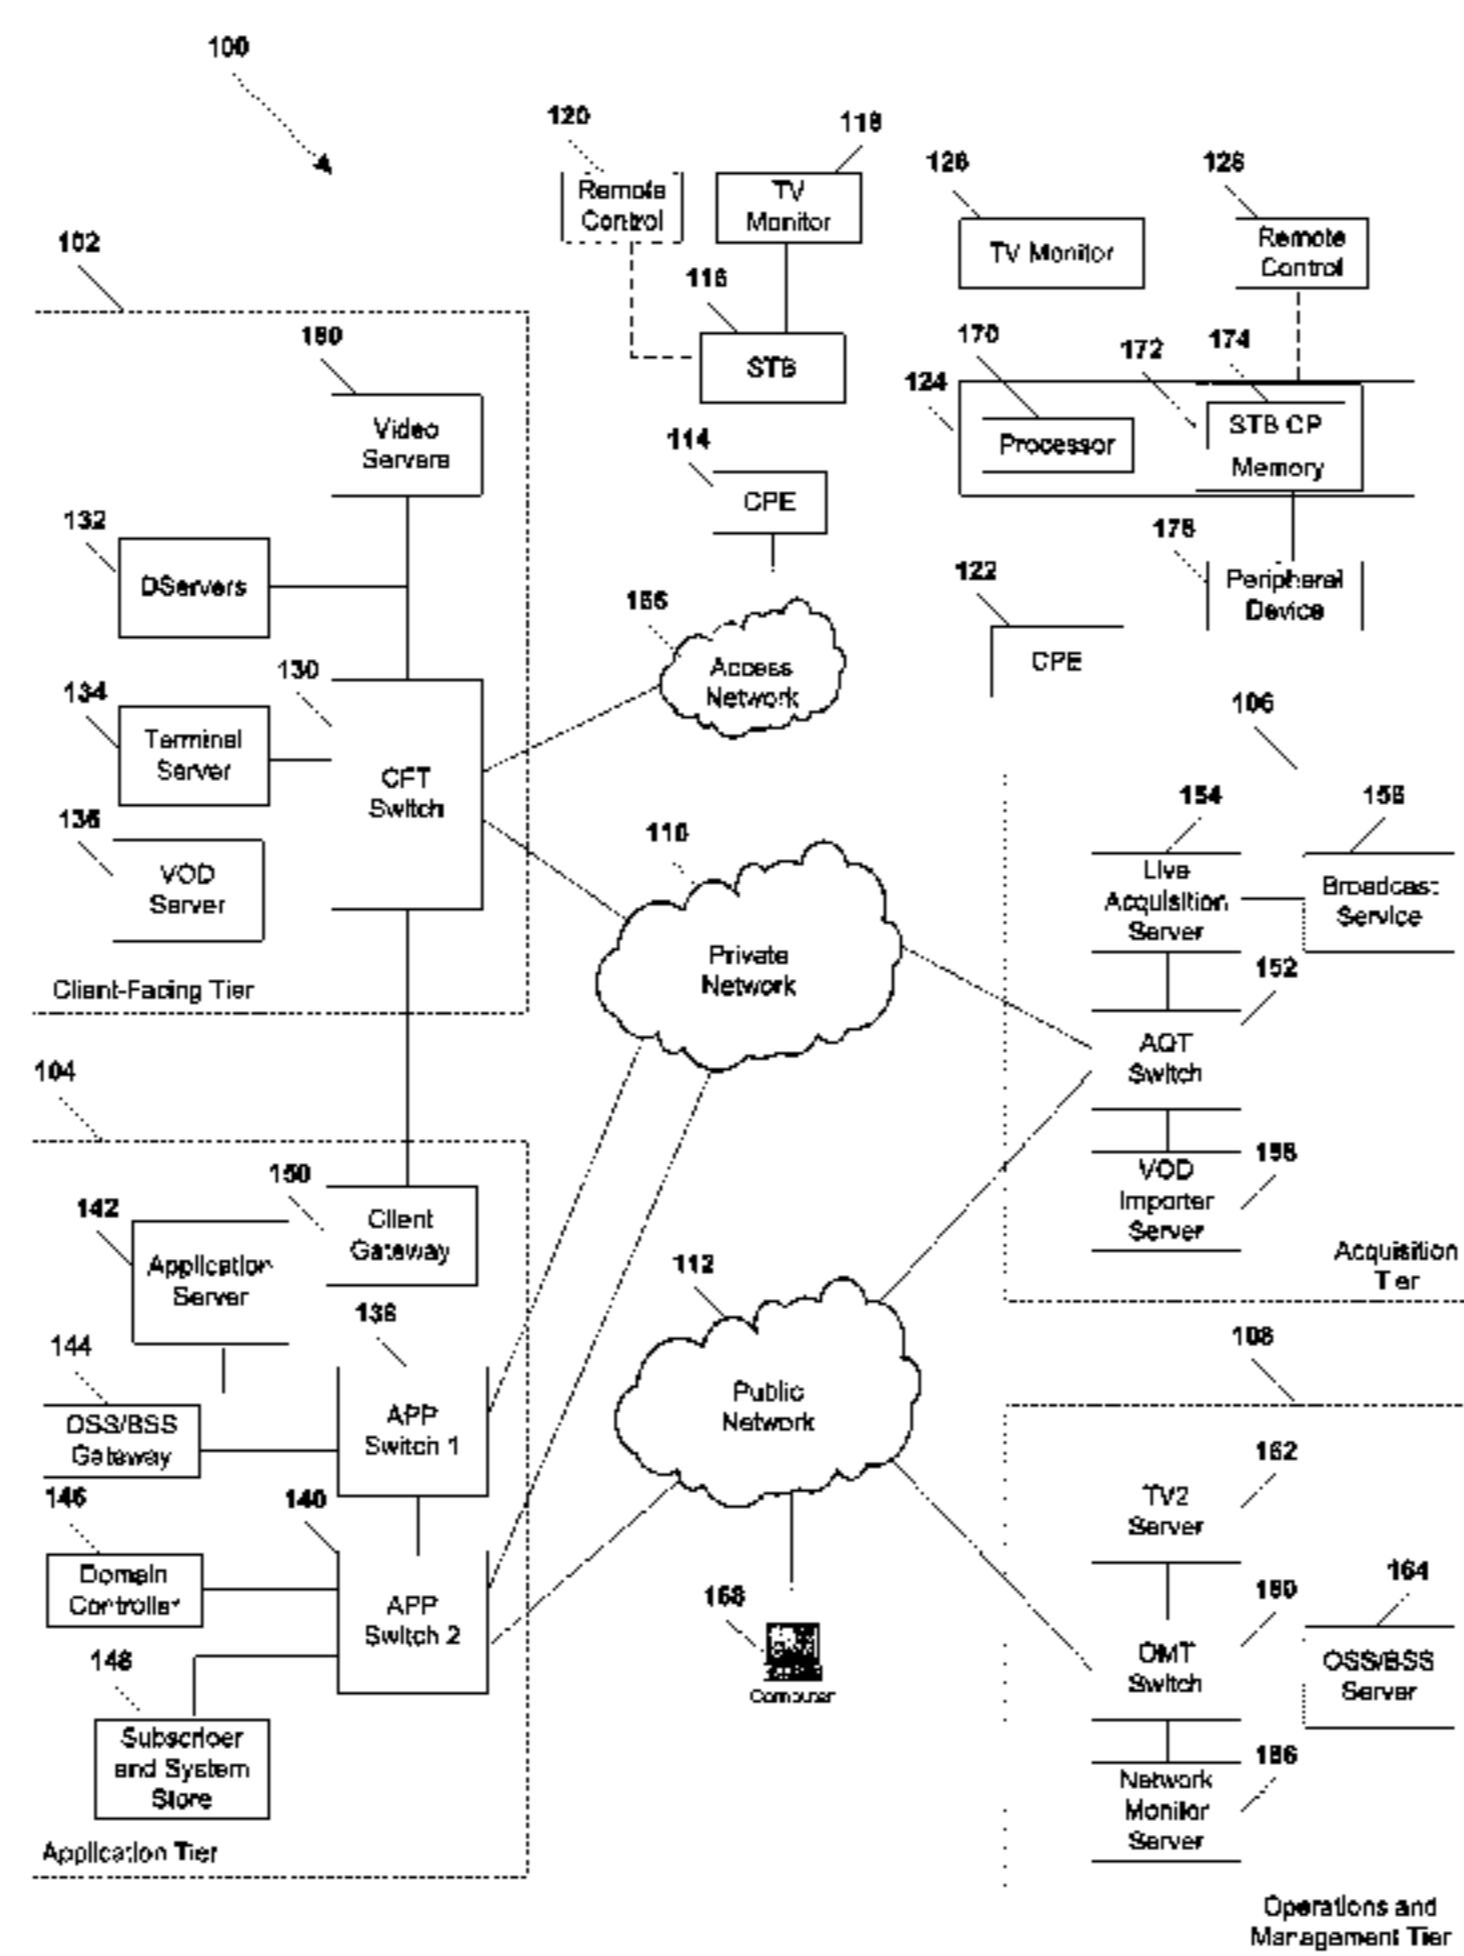 100
120
118
126
128
Remote
Control
TV
Monitor
TV Monitor
Remote
Control
102
116
STB
180
170
172
174
124
Video
Servers
114
Processor
STB CP
Memory
CPE
132
DServers
178
Peripheral
Device
122
CPE
166
Access
Network
130
134
Terminal
Server
CFT
Switch
106
136
VOD
Server
110
Private
Network
154
156
Live
Acquisition
Server
Broadcast
Service
Client-Facing Tier
152
AQT
Switch
104
150
158
142
Client
Gateway
VOD
Importer
Server
Application
Server
Acquisition
Tier
112
138
108
144
Public
Network
OSS/BSS
Gateway
APP
Switch 1
162
TV2
Server
146
140
Domain
Controller
APP
Switch 2
168
Computer
160
164
OMT
Switch
OSS/BSS
Server
148
Subscriber
and System
Store
166
Network
Monitor
Server
Application Tier
Operations and
Management Tier